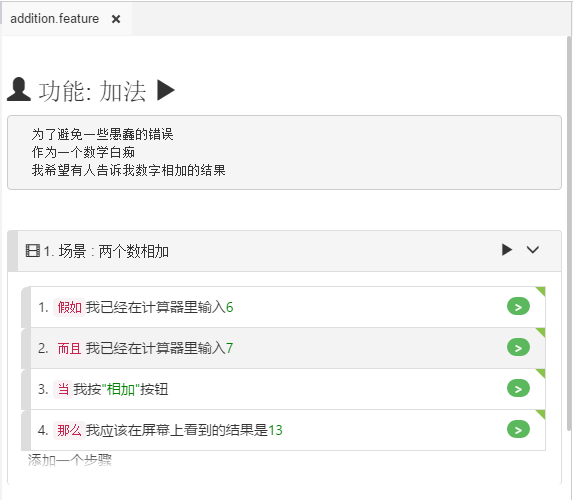 addition.feature ×
功能: 加法
为了避免一些愚蠢的错误
作为一个数学白痴
我希望有人告诉我数字相加的结果
1. 场景 : 两个数相加
1. 假如 我已经在计算器里输入6 >
2. 而且 我已经在计算器里输入7 >
3. 当 我按"相加"按钮 >
4. 那么 我应该在屏幕上看到的结果是13 >
添加一个步骤